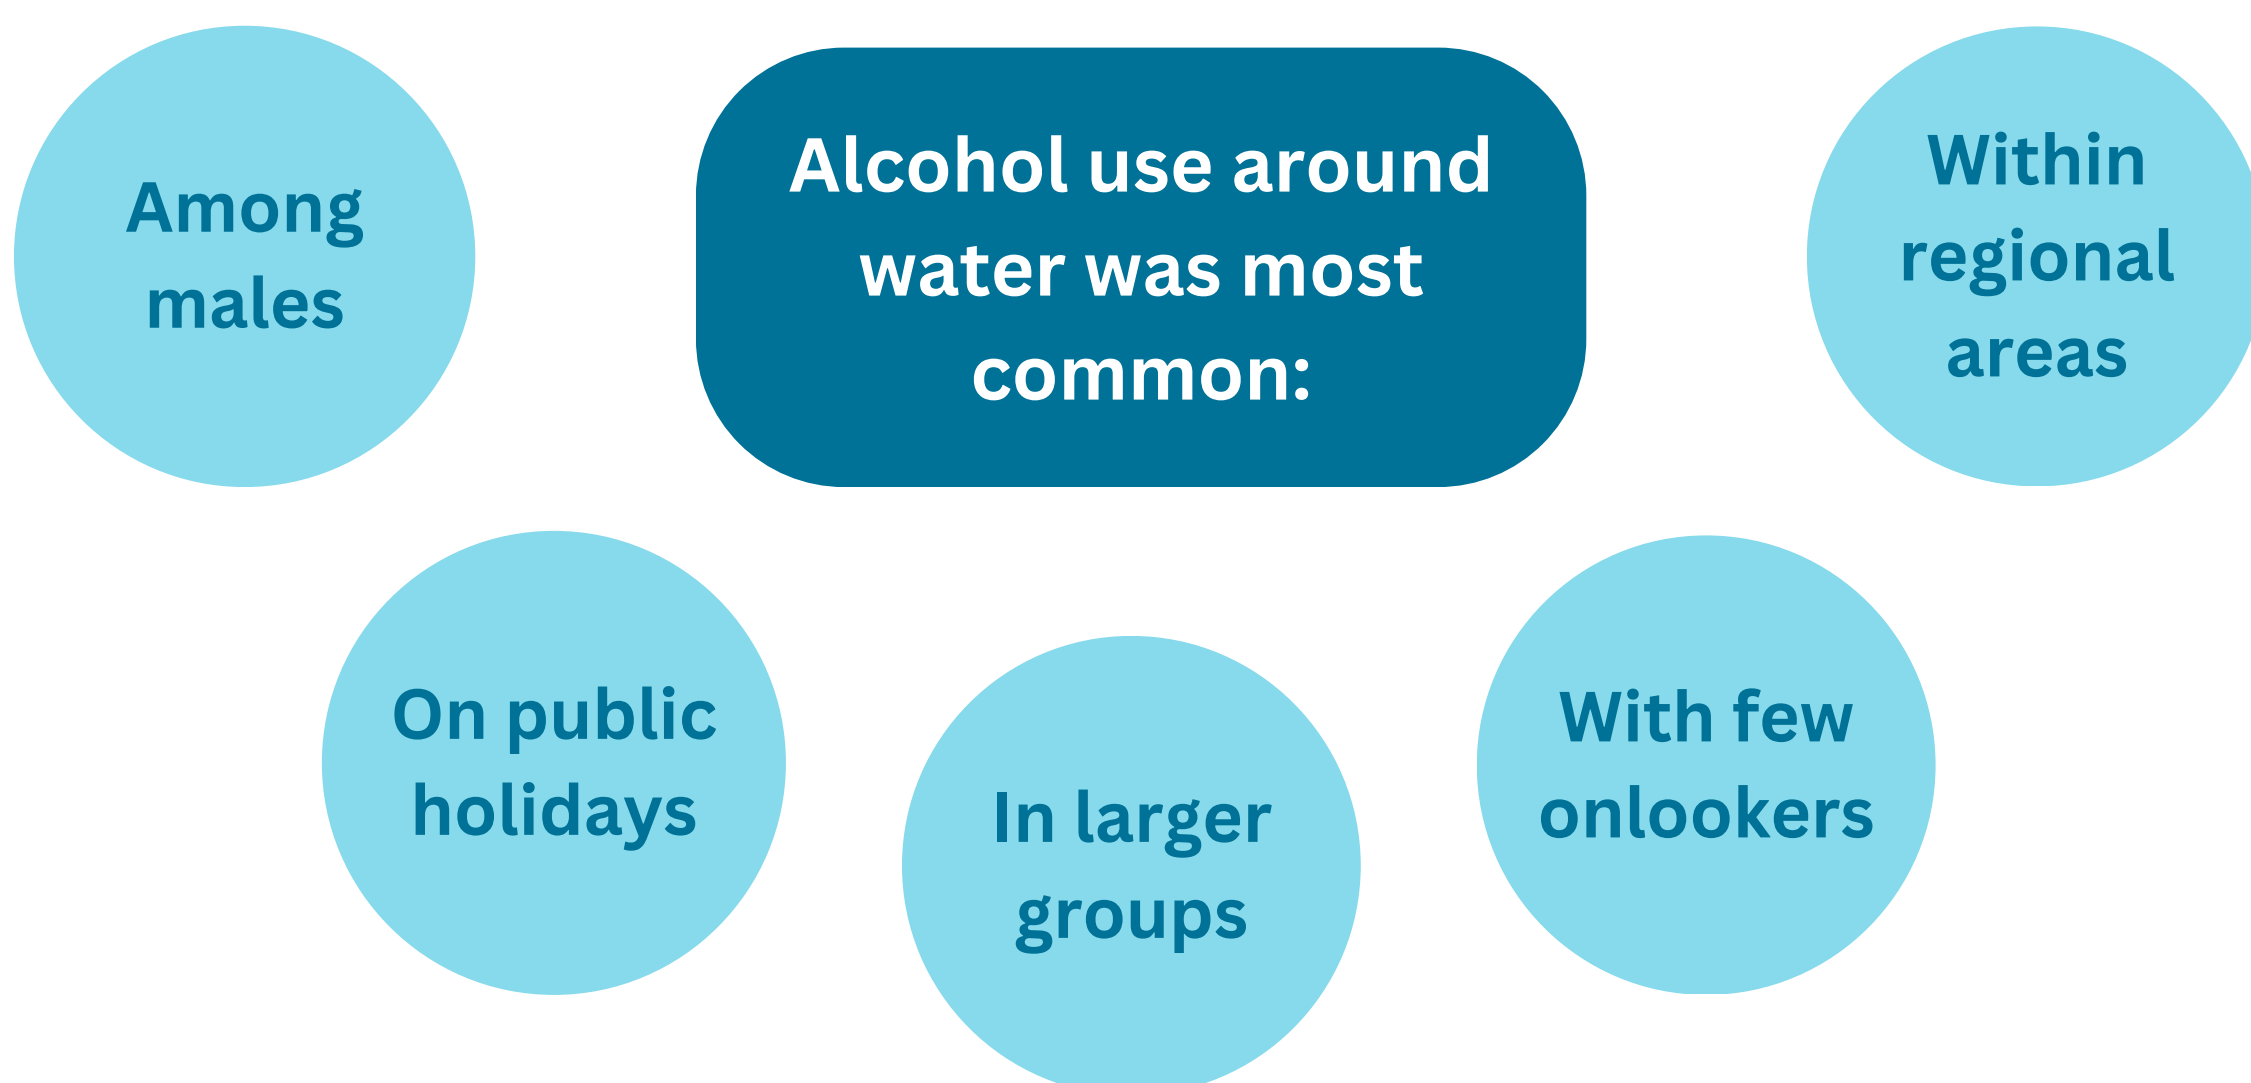 Alcohol use around
water was most
common:
Among
males
On public
holidays
In larger
groups
With few
onlookers
Within
regional
areas